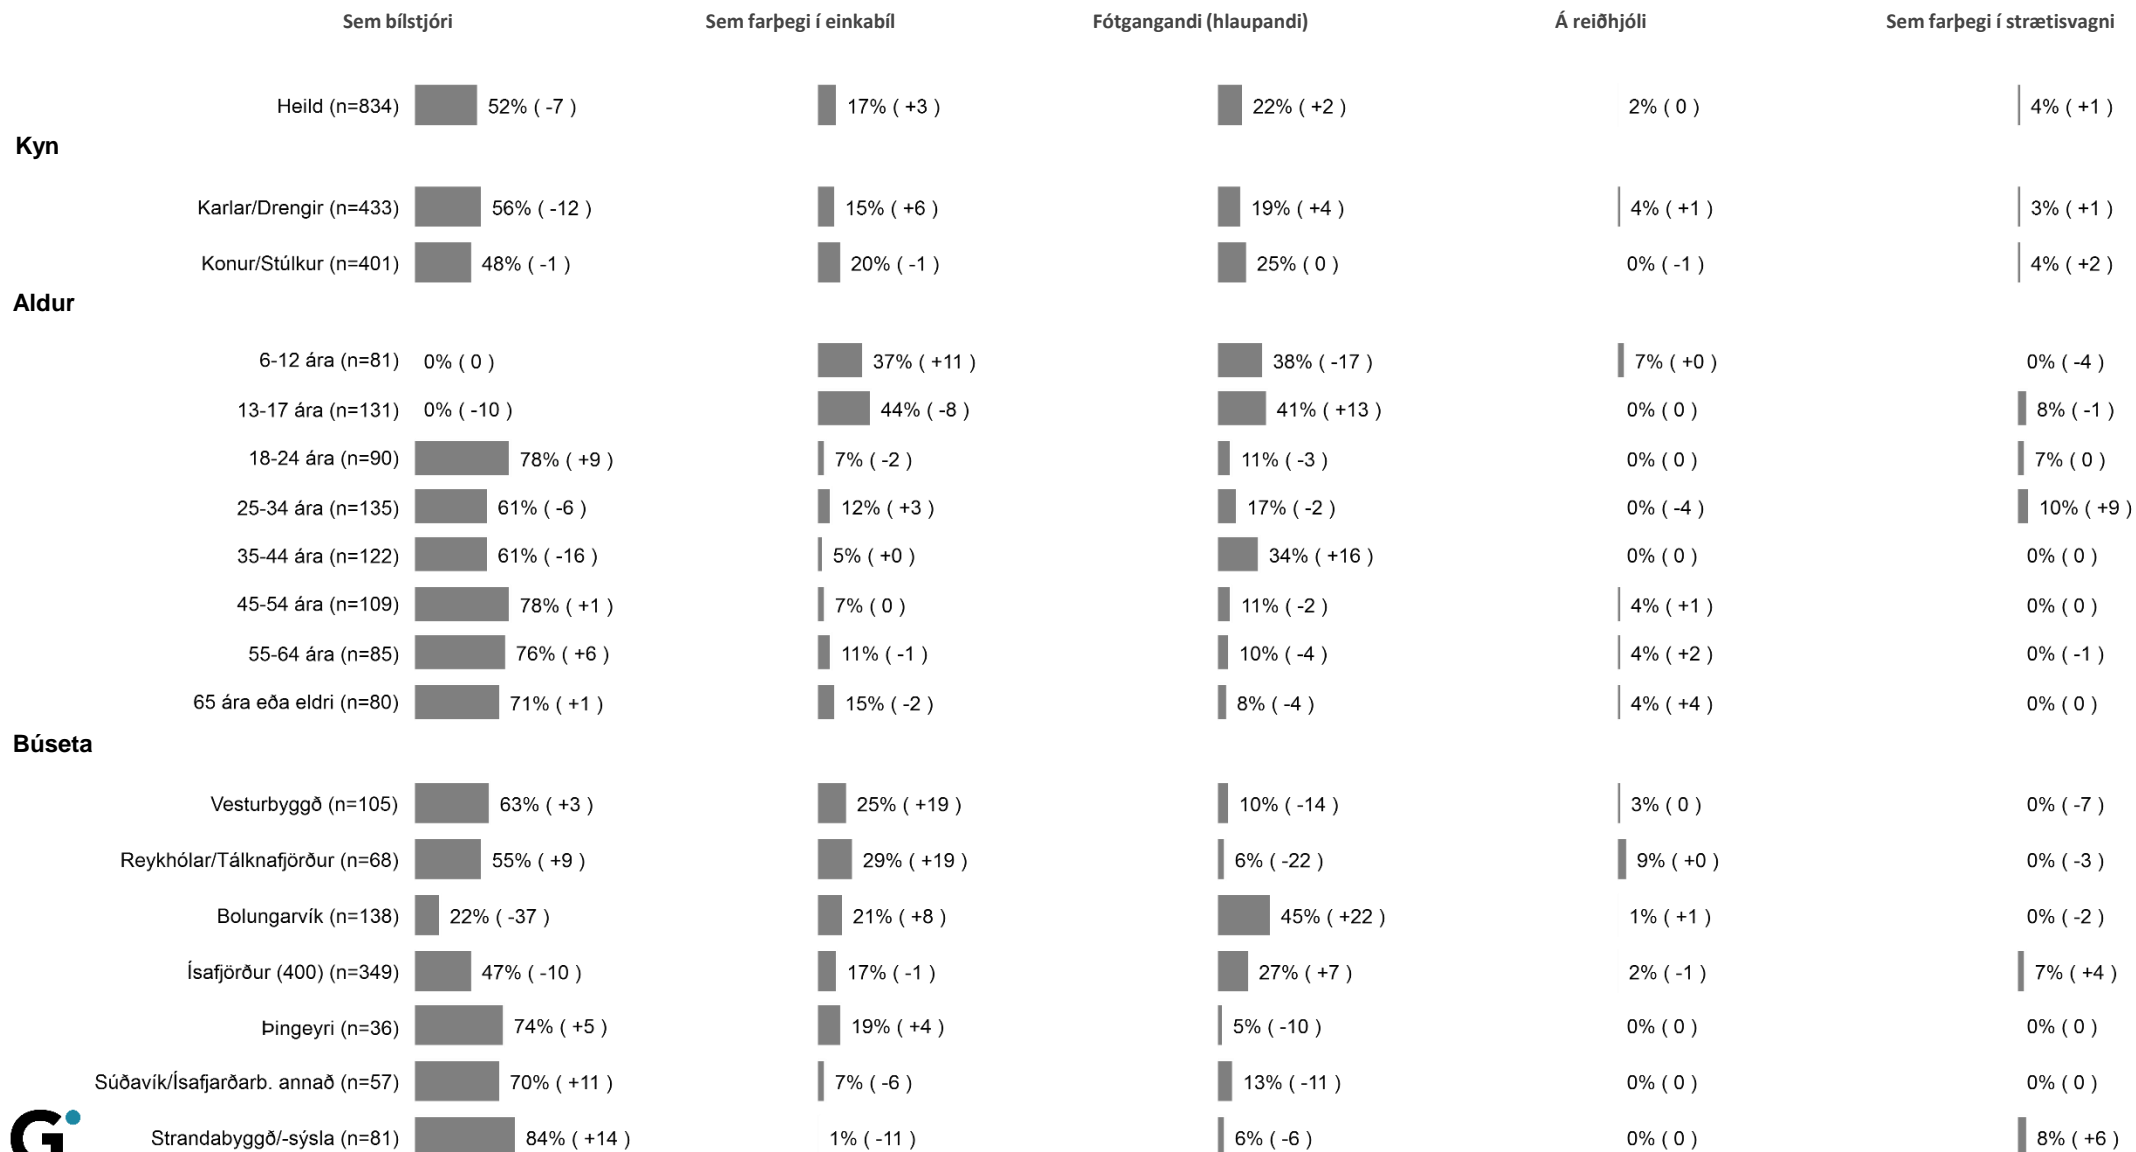 Sem bílstjóri Sem farþegi í einkabíl Fótgangandi (hlaupandi) Á reiðhjóli Sem farþegi í strætisvagni
Heild (n=834) 52% ( -7 ) 17% ( +3 ) 22% ( +2 ) 2% ( 0 ) 4% ( +1 )
Kyn
Karlar/Drengir (n=433) 56% ( -12 ) 15% ( +6 ) 19% ( +4 ) 4% ( +1 ) 3% ( +1 )
Konur/Stúlkur (n=401) 48% ( -1 ) 20% ( -1 ) 25% ( 0 ) 0% ( -1 ) 4% ( +2 )
Aldur
6-12 ára (n=81) 0% ( 0 ) 37% ( +11 ) 38% ( -17 ) 7% ( +0 ) 0% ( -4 )
13-17 ára (n=131) 0% ( -10 ) 44% ( -8 ) 41% ( +13 ) 0% ( 0 ) 8% ( -1 )
18-24 ára (n=90) 78% ( +9 ) 7% ( -2 ) 11% ( -3 ) 0% ( 0 ) 7% ( 0 )
25-34 ára (n=135) 61% ( -6 ) 12% ( +3 ) 17% ( -2 ) 0% ( -4 ) 10% ( +9 )
35-44 ára (n=122) 61% ( -16 ) 5% ( +0 ) 34% ( +16 ) 0% ( 0 ) 0% ( 0 )
45-54 ára (n=109) 78% ( +1 ) 7% ( 0 ) 11% ( -2 ) 4% ( +1 ) 0% ( 0 )
55-64 ára (n=85) 76% ( +6 ) 11% ( -1 ) 10% ( -4 ) 4% ( +2 ) 0% ( -1 )
65 ára eða eldri (n=80) 71% ( +1 ) 15% ( -2 ) 8% ( -4 ) 4% ( +4 ) 0% ( 0 )
Búseta
Vesturbyggð (n=105) 63% ( +3 ) 25% ( +19 ) 10% ( -14 ) 3% ( 0 ) 0% ( -7 )
Reykhólar/Tálknafjörður (n=68) 55% ( +9 ) 29% ( +19 ) 6% ( -22 ) 9% ( +0 ) 0% ( -3 )
Bolungarvík (n=138) 22% ( -37 ) 21% ( +8 ) 45% ( +22 ) 1% ( +1 ) 0% ( -2 )
Ísafjörður (400) (n=349) 47% ( -10 ) 17% ( -1 ) 27% ( +7 ) 2% ( -1 ) 7% ( +4 )
Þingeyri (n=36) 74% ( +5 ) 19% ( +4 ) 5% ( -10 ) 0% ( 0 ) 0% ( 0 )
Súðavík/Ísafjarðarb. annað (n=57) 70% ( +11 ) 7% ( -6 ) 13% ( -11 ) 0% ( 0 ) 0% ( 0 )
G Strandabyggð/-sýsla (n=81) 84% ( +14 ) 1% ( -11 ) 6% ( -6 ) 0% ( 0 ) 8% ( +6 )